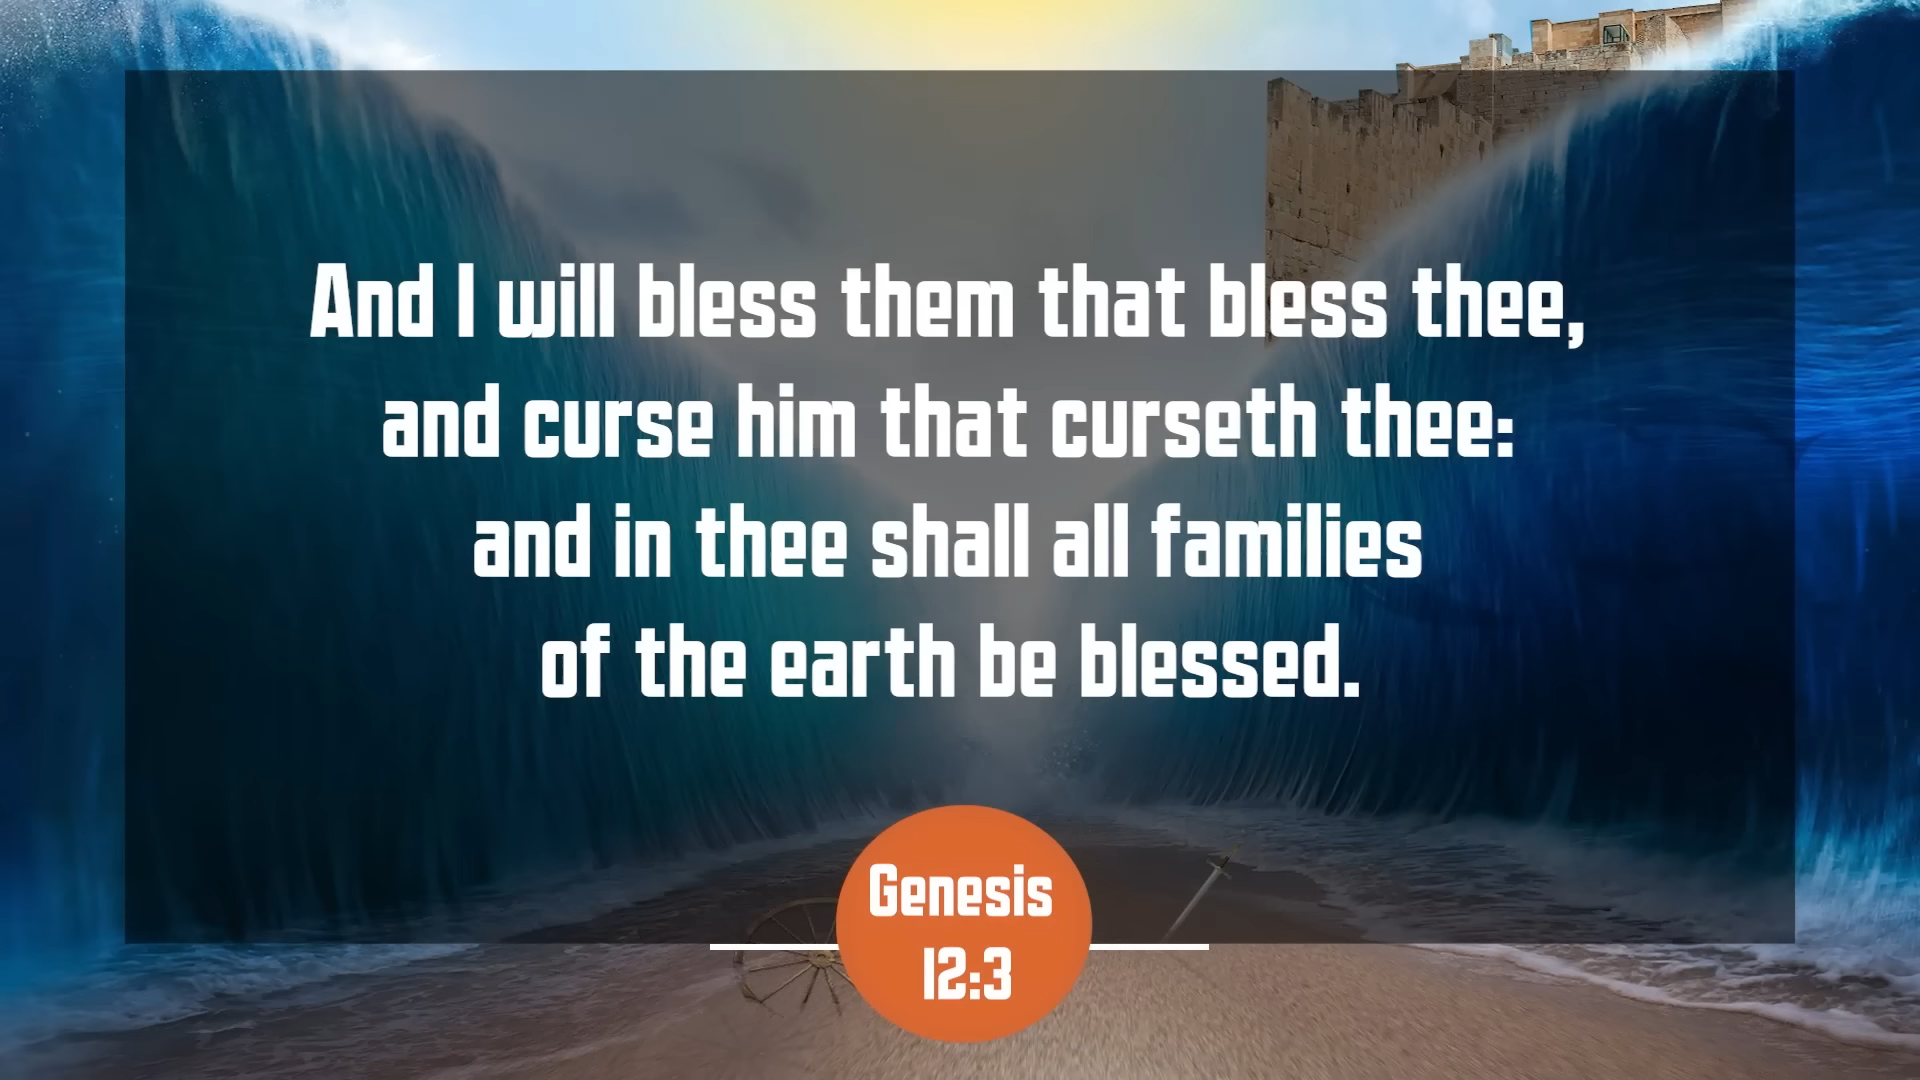 And I will bless them that bless thee,
and curse him that curseth thee:
and in thee shall all families
of the earth be blessed.
Genesis
12:3